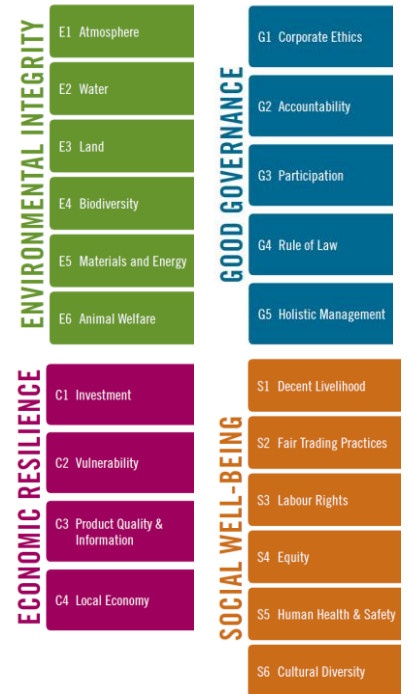 ENVIRONMENTAL INTEGRITY
E1 Atmosphere
E2 Water
E3 Land
E4 Biodiversity
E5 Materials and Energy
E6 Animal Welfare
GOOD GOVERNANCE
G1 Corporate Ethics
G2 Accountability
G3 Participation
G4 Rule of Law
G5 Holistic Management
ECONOMIC RESILIENCE
C1 Investment
C2 Vulnerability
C3 Product Quality &
Information
C4 Local Economy
SOCIAL WELL-BEING
S1 Decent Livelihood
S2 Fair Trading Practices
S3 Labour Rights
S4 Equity
S5 Human Health & Safety
S6 Cultural Diversity